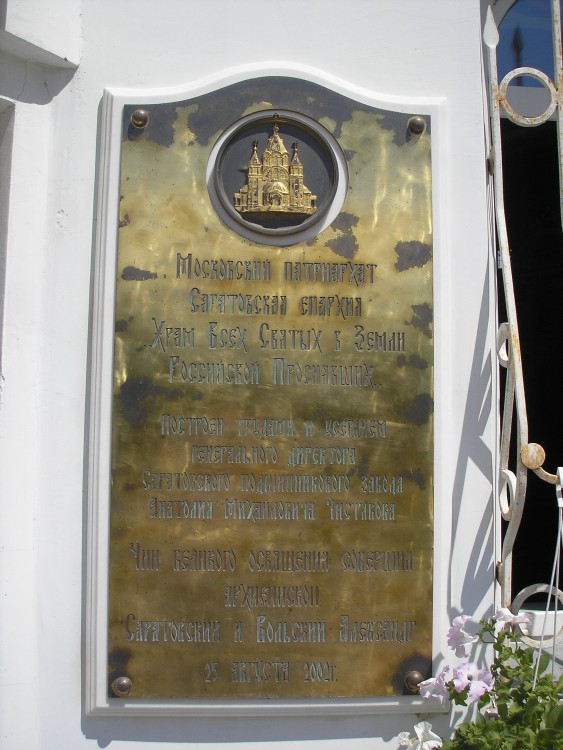 Московский патриархат
Саратовская епархия
„Храм Всех Святых в Земли
Российской Просиявших„
Построен трудами и усердием
генерального директора
Саратовского подшипникового завода
Анатолия Михайловича Чистякова
Чин великого освящения совершил
архиепископ
Саратовский и Вольский Александр
25 августа 2002г.